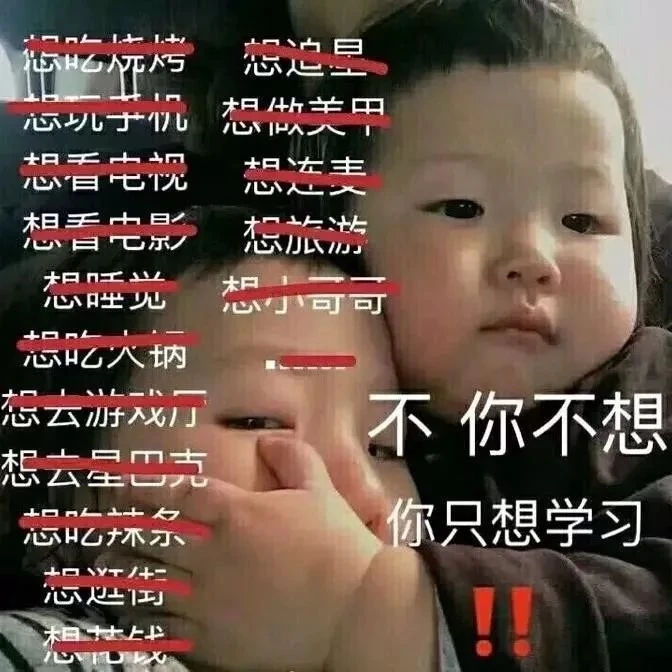 想吃烧烤
想玩手机
想看电视
想看电影
想睡觉
想吃火锅
想去游戏厅
想去星巴克
想吃辣条
想逛街
想花钱
想追星
想做美甲
想连麦
想旅游
想小哥哥
.......
不 你不想
你只想学习
‼️